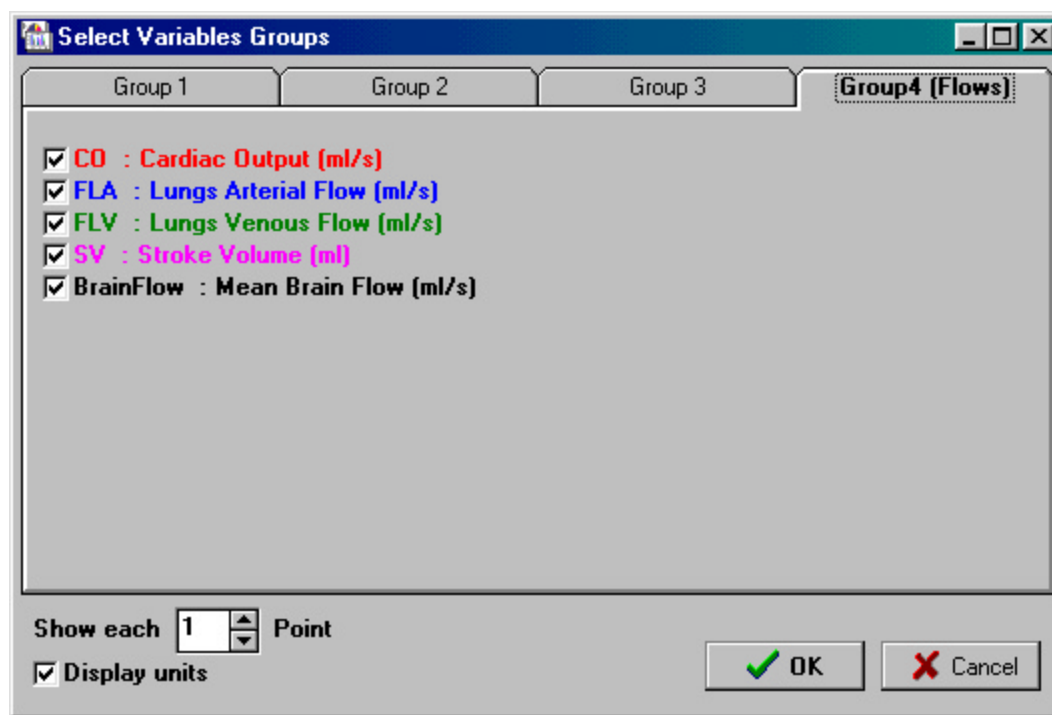 Select Variables Groups
Group 1 Group 2 Group 3 Group4 (Flows)
CO : Cardiac Output (ml/s)
FLA : Lungs Arterial Flow (ml/s)
FLV : Lungs Venous Flow (ml/s)
SV : Stroke Volume (ml)
BrainFlow : Mean Brain Flow (ml/s)
Show each 1 Point
Display units
OK Cancel